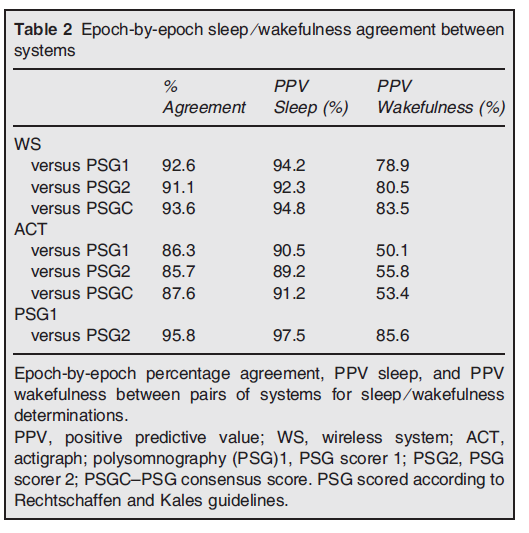 Table 2 Epoch-by-epoch sleep ⁄ wakefulness agreement between
systems
% Agreement PPV Sleep (%) PPV Wakefulness (%)
WS
versus PSG1 92.6 94.2 78.9
versus PSG2 91.1 92.3 80.5
versus PSGC 93.6 94.8 83.5
ACT
versus PSG1 86.3 90.5 50.1
versus PSG2 85.7 89.2 55.8
versus PSGC 87.6 91.2 53.4
PSG1
versus PSG2 95.8 97.5 85.6
Epoch-by-epoch percentage agreement, PPV sleep, and PPV
wakefulness between pairs of systems for sleep ⁄ wakefulness
determinations.
PPV, positive predictive value; WS, wireless system; ACT,
actigraph; polysomnography (PSG)1, PSG scorer 1; PSG2, PSG
scorer 2; PSGC–PSG consensus score. PSG scored according to
Rechtschaffen and Kales guidelines.